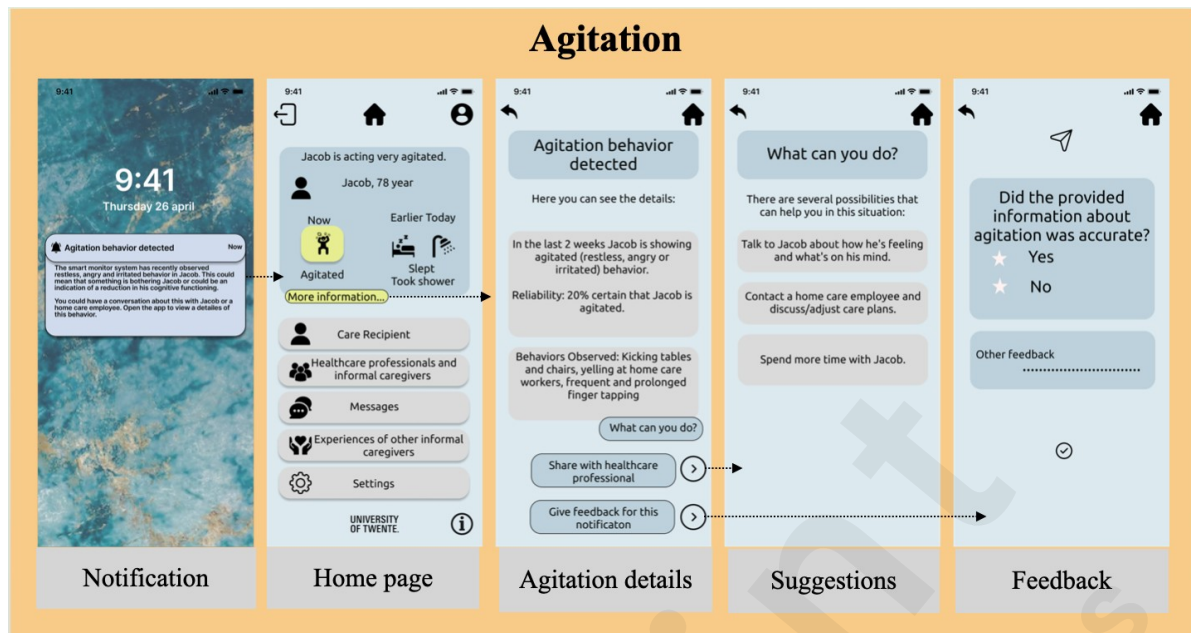 Agitation
9:41
9:41
Thursday 26 april
Agitation behavior detected
Now
The smart monitor system has recently observed
restless, angry and irritated behavior in Jacob. This could
mean that something is bothering Jacob or could be an
indication of a reduction in his cognitive functioning.
You could have a conversation about this with Jacob or a
home care employee. Open the app to view a detailes of
this behavior.
Notification
9:41
Jacob is acting very agitated.
Jacob, 78 year
Now
Earlier Today
Agitated
Slept
Took shower
More information...
Care Recipient
Healthcare professionals and
informal caregivers
Messages
Experiences of other informal
caregivers
Settings
UNIVERSITY
OF TWENTE.
Home page
9:41
Agitation behavior
detected
Here you can see the details:
In the last 2 weeks Jacob is showing
agitated (restless, angry or
irritated) behavior.
Reliability: 20% certain that Jacob is
agitated.
Behaviors Observed: Kicking tables
and chairs, yelling at home care
workers, frequent and prolonged
finger tapping
What can you do?
Share with healthcare
professional
Give feedback for this
notificaton
Agitation details
9:41
What can you do?
There are several possibilities that
can help you in this situation:
Talk to Jacob about how he's feeling
and what's on his mind.
Contact a home care employee and
discuss/adjust care plans.
Spend more time with Jacob.
Suggestions
9:41
Did the provided
information about
agitation was accurate?
Yes
No
Other feedback
Feedback